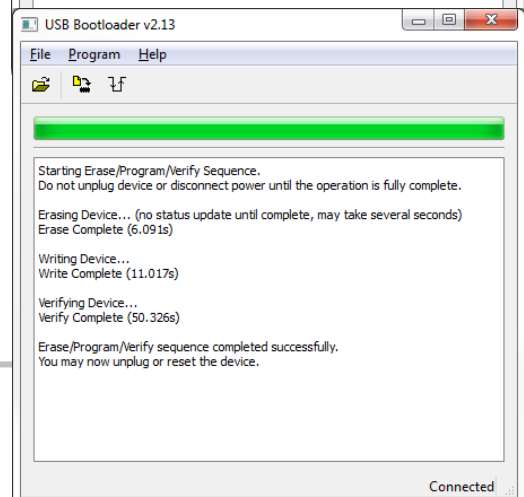 USB Bootloader v2.13
File Program Help
Starting Erase/Program/Verify Sequence.
Do not unplug device or disconnect power until the operation is fully complete.
Erasing Device... (no status update until complete, may take several seconds)
Erase Complete (6.091s)
Writing Device...
Write Complete (11.017s)
Verifying Device...
Verify Complete (50.326s)
Erase/Program/Verify sequence completed successfully.
You may now unplug or reset the device.
Connected